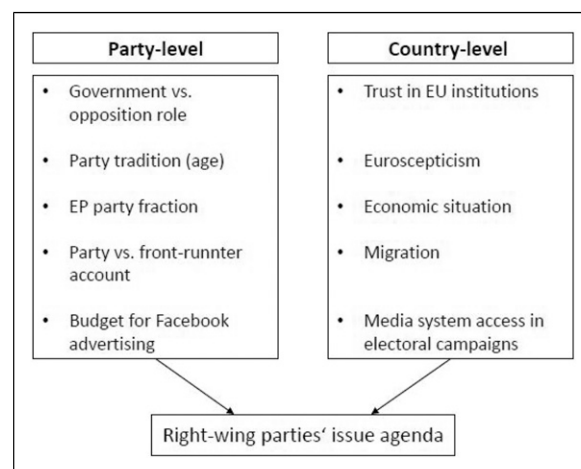 Party-level
• Government vs.
opposition role
• Party tradition (age)
• EP party fraction
• Party vs. front-runnter
account
• Budget for Facebook
advertising
Country-level
• Trust in EU institutions
• Euroscepticism
• Economic situation
• Migration
• Media system access in
electoral campaigns
Right-wing parties‘ issue agenda